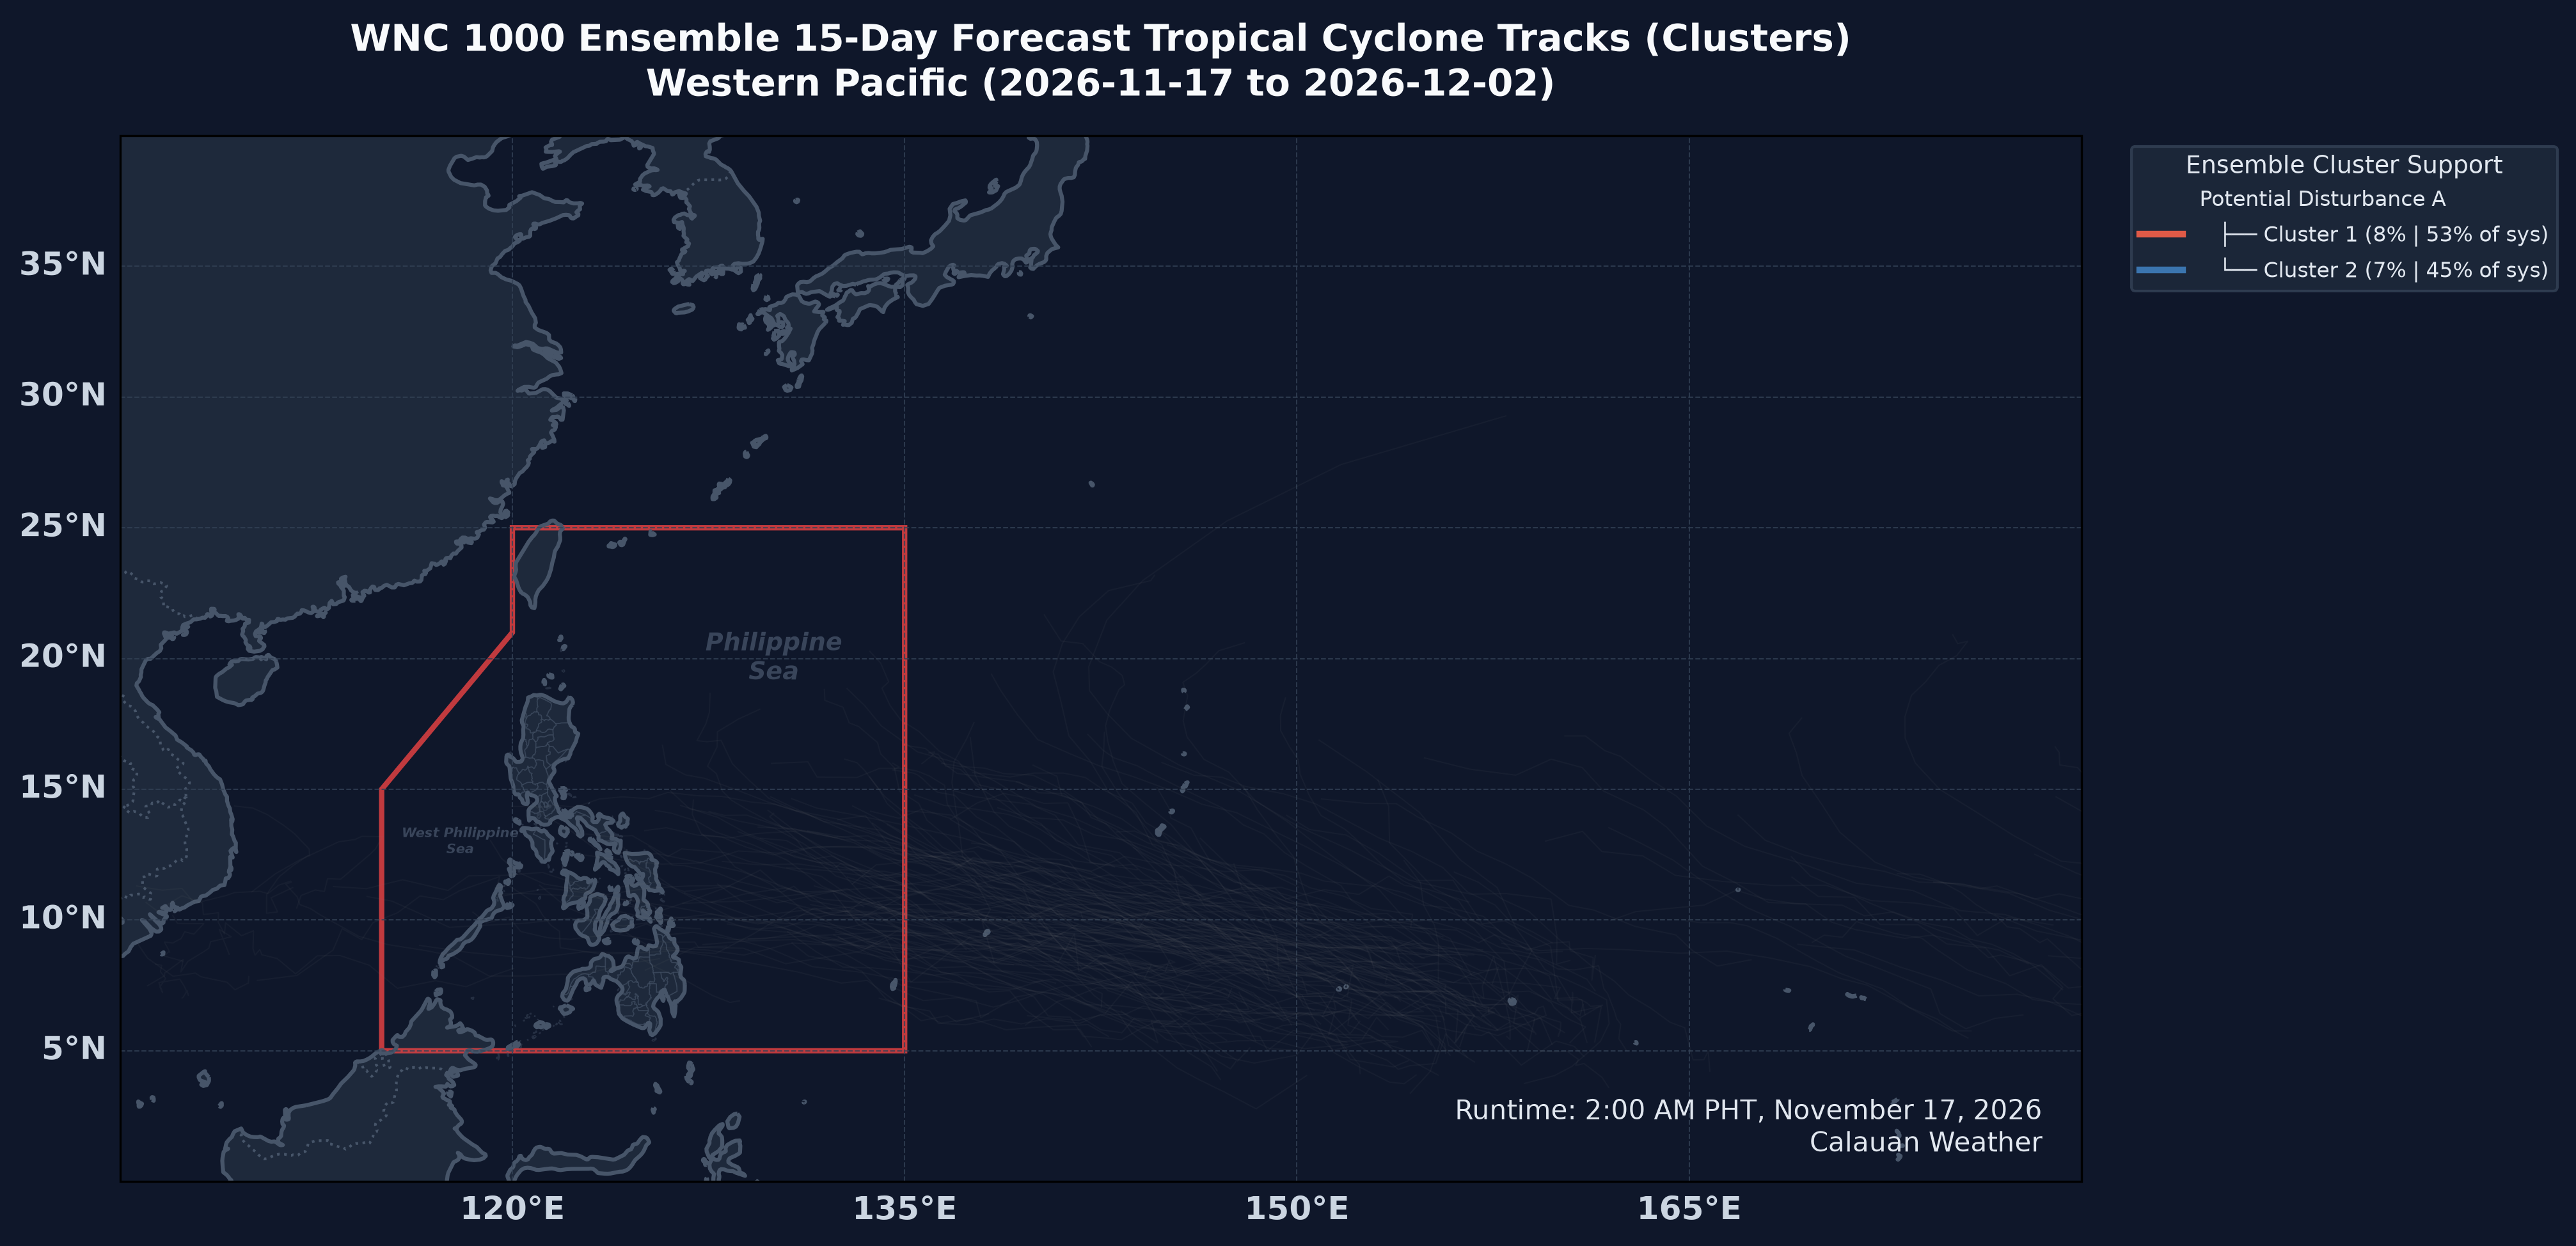 WNC 1000 Ensemble 15-Day Forecast Tropical Cyclone Tracks (Clusters)
Western Pacific (2026-11-17 to 2026-12-02)
Ensemble Cluster Support
Potential Disturbance A
Cluster 1 (8% | 53% of sys)
Cluster 2 (7% | 45% of sys)
35°N
30°N
25°N
20°N
15°N
10°N
5°N
Philippine
Sea
West Philippine
Sea
Runtime: 2:00 AM PHT, November 17, 2026
Calauan Weather
120°E
135°E
150°E
165°E